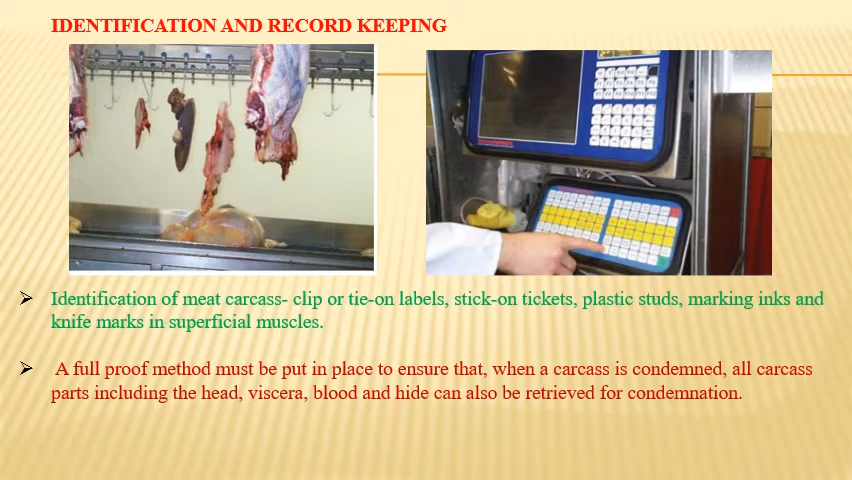 IDENTIFICATION AND RECORD KEEPING
➢ Identification of meat carcass- clip or tie-on labels, stick-on tickets, plastic studs, marking inks and
knife marks in superficial muscles.
➢ A full proof method must be put in place to ensure that, when a carcass is condemned, all carcass
parts including the head, viscera, blood and hide can also be retrieved for condemnation.